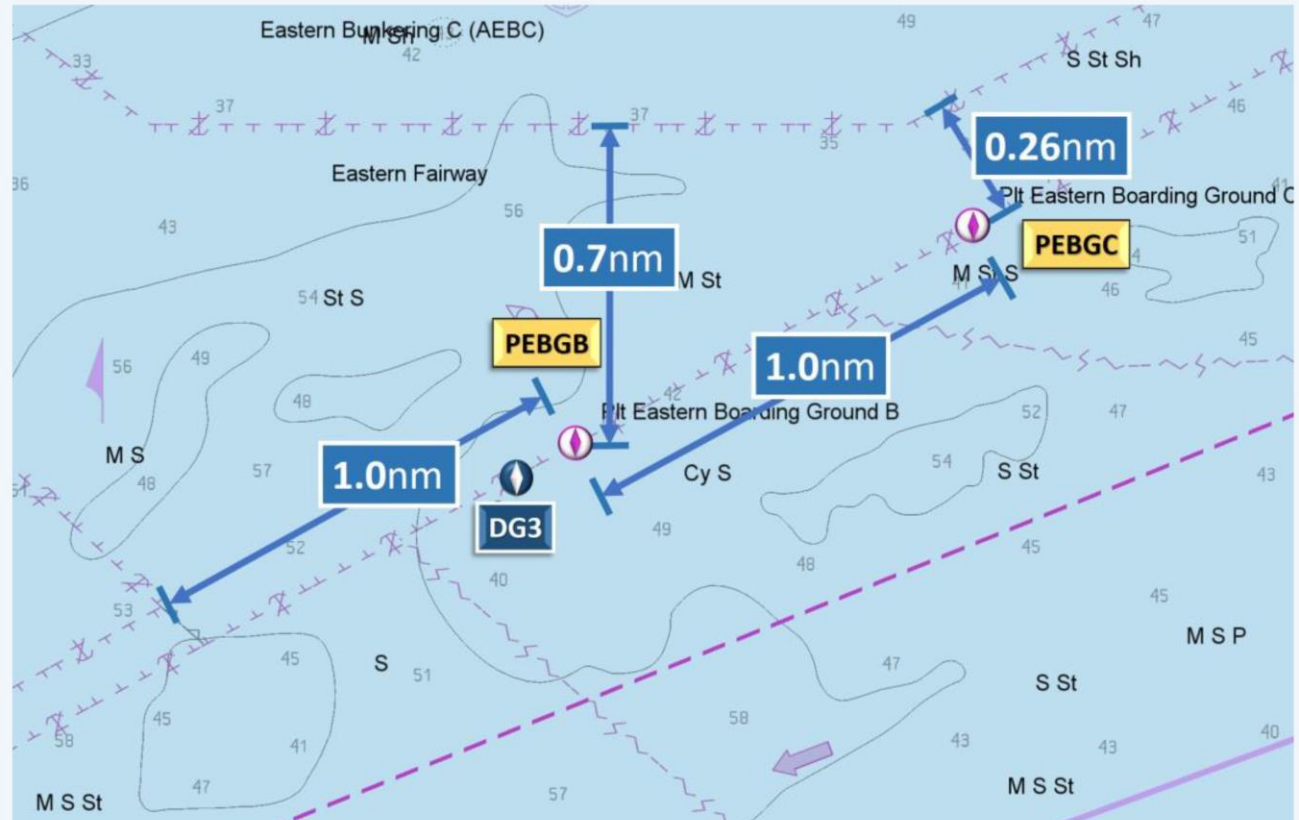 Eastern Bunkering C (AEBC)
M Sh
49
47
42
33
S St Sh
37
37
46
35
0.26nm
Eastern Fairway
36
41
Plt Eastern Boarding Ground C
56
43
51
PEBGC
0.7nm
M St
M St S
46
54 St S
PEBGB
45
56
49
1.0nm
42
48
Plt Eastern Boarding Ground B
52
47
M S
57
1.0nm
Cy S
54
S St
43
48
DG3
49
52
45
48
40
53
45
M S P
45
S
51
47
S St
45
58
58
41
43
43
40
47
57
M S St
M S St